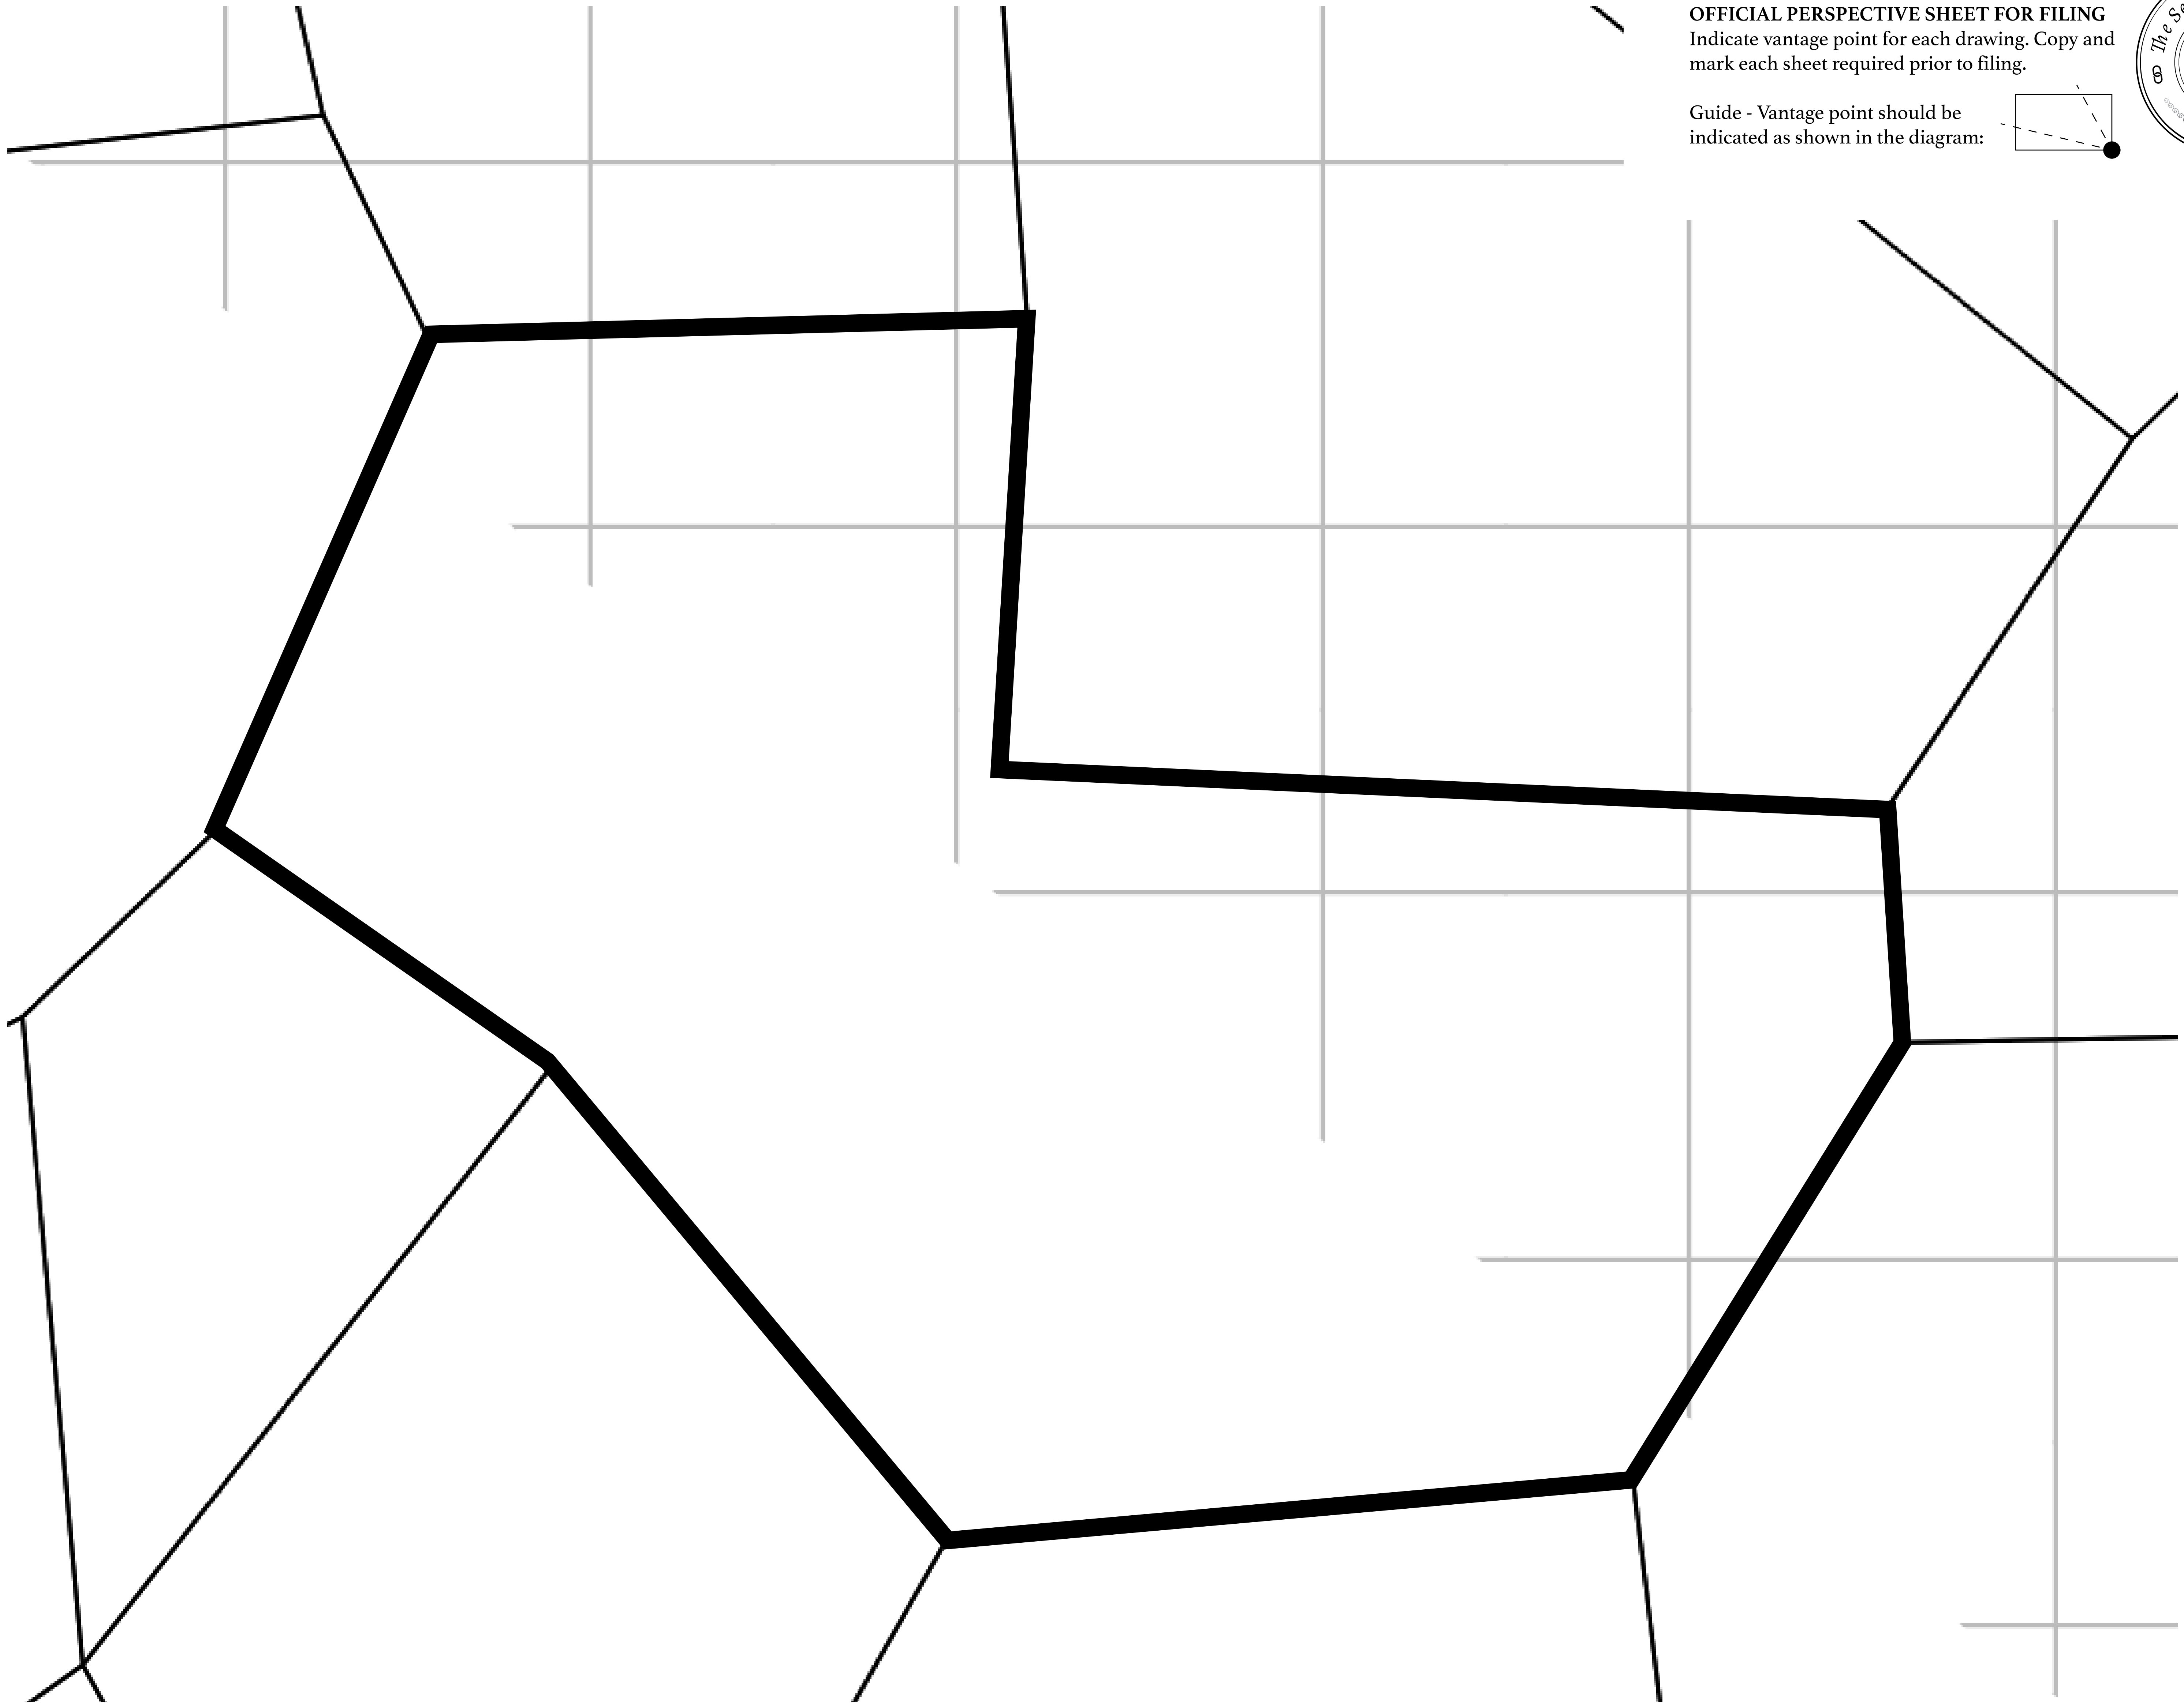 OFFICIAL PERSPECTIVE SHEET FOR FILING
Indicate vantage point for each drawing. Copy and
mark each sheet required prior to filing.
Guide - Vantage point should be
indicated as shown in the diagram:
The